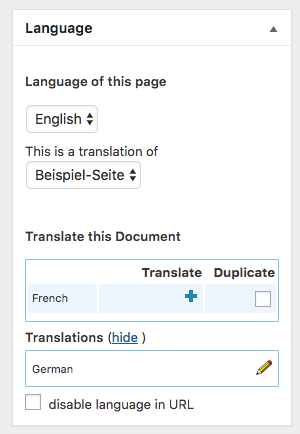 Language
Language of this page
English
This is a translation of
Beispiel-Seite
Translate this Document
Translate Duplicate
French
Translations (hide )
German
disable language in URL